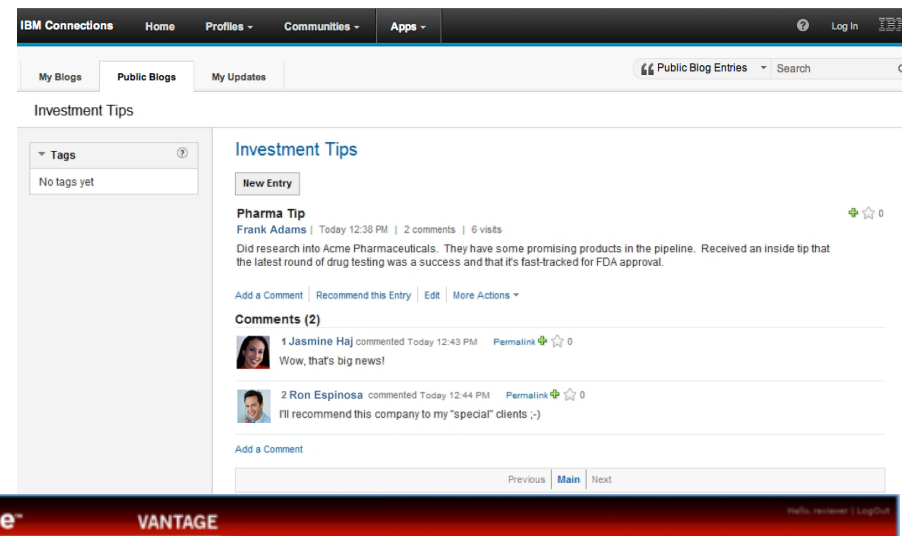 IBM Connections Home Profiles Communities Apps ? Log In IBM
My Blogs Public Blogs My Updates Public Blog Entries Search
Investment Tips
Tags ?
No tags yet
Investment Tips
New Entry
Pharma Tip 0
Frank Adams | Today 12:38 PM | 2 comments | 6 visits
Did research into Acme Pharmaceuticals. They have some promising products in the pipeline. Received an inside tip that
the latest round of drug testing was a success and that it's fast-tracked for FDA approval.
Add a Comment Recommend this Entry Edit More Actions
Comments (2)
1 Jasmine Haj commented Today 12:43 PM Permalink 0
Wow, that's big news!
2 Ron Espinosa commented Today 12:44 PM Permalink 0
I'll recommend this company to my "special" clients ;-)
Add a Comment
Previous Main Next
e™ VANTAGE Hello, reviewer | LogOut